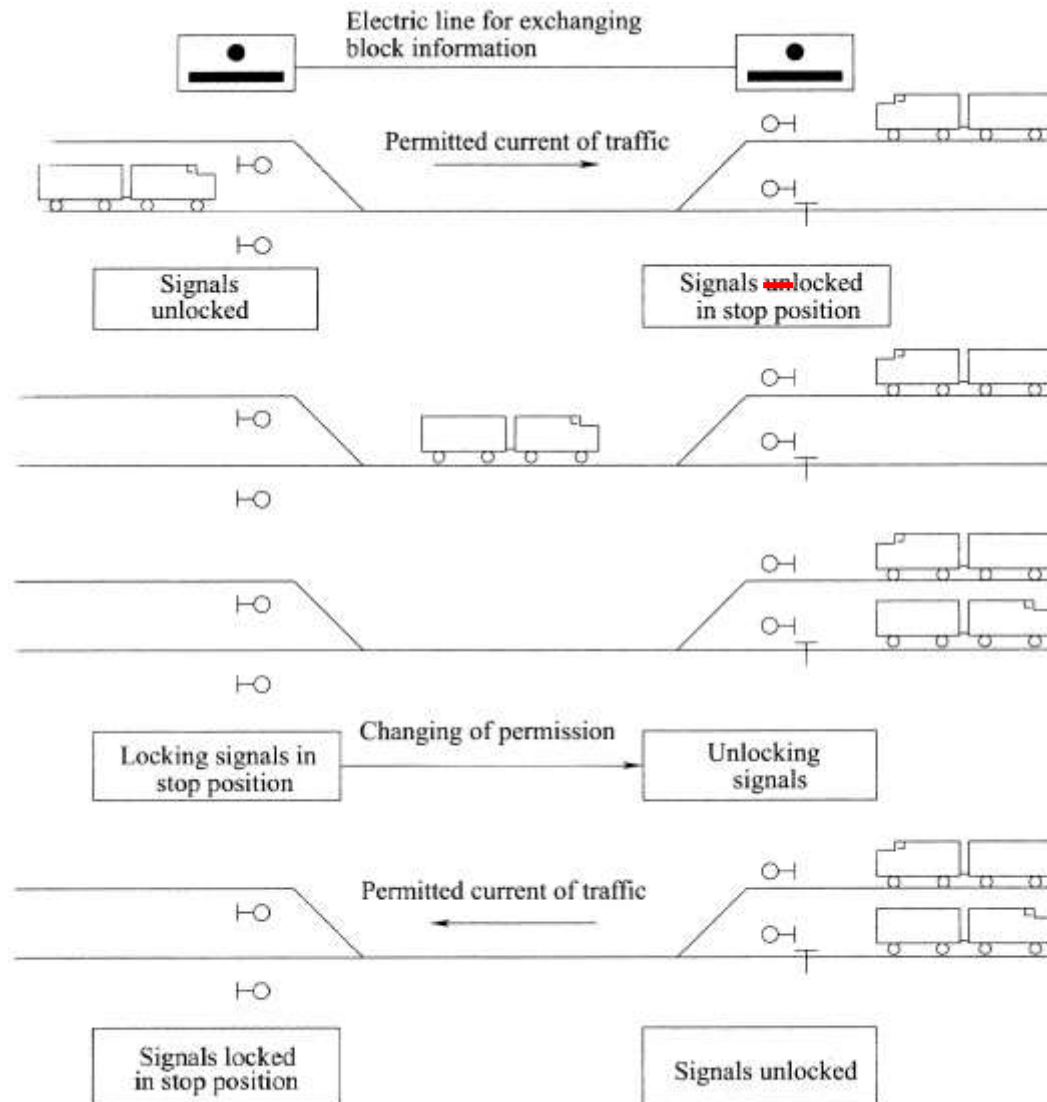 Electric line for exchanging
block information
Permitted current of traffic
Signals
unlocked
Signals unlocked
in stop position
Changing of permission
Locking signals in
stop position
Unlocking
signals
Permitted current of traffic
Signals locked
in stop position
Signals unlocked